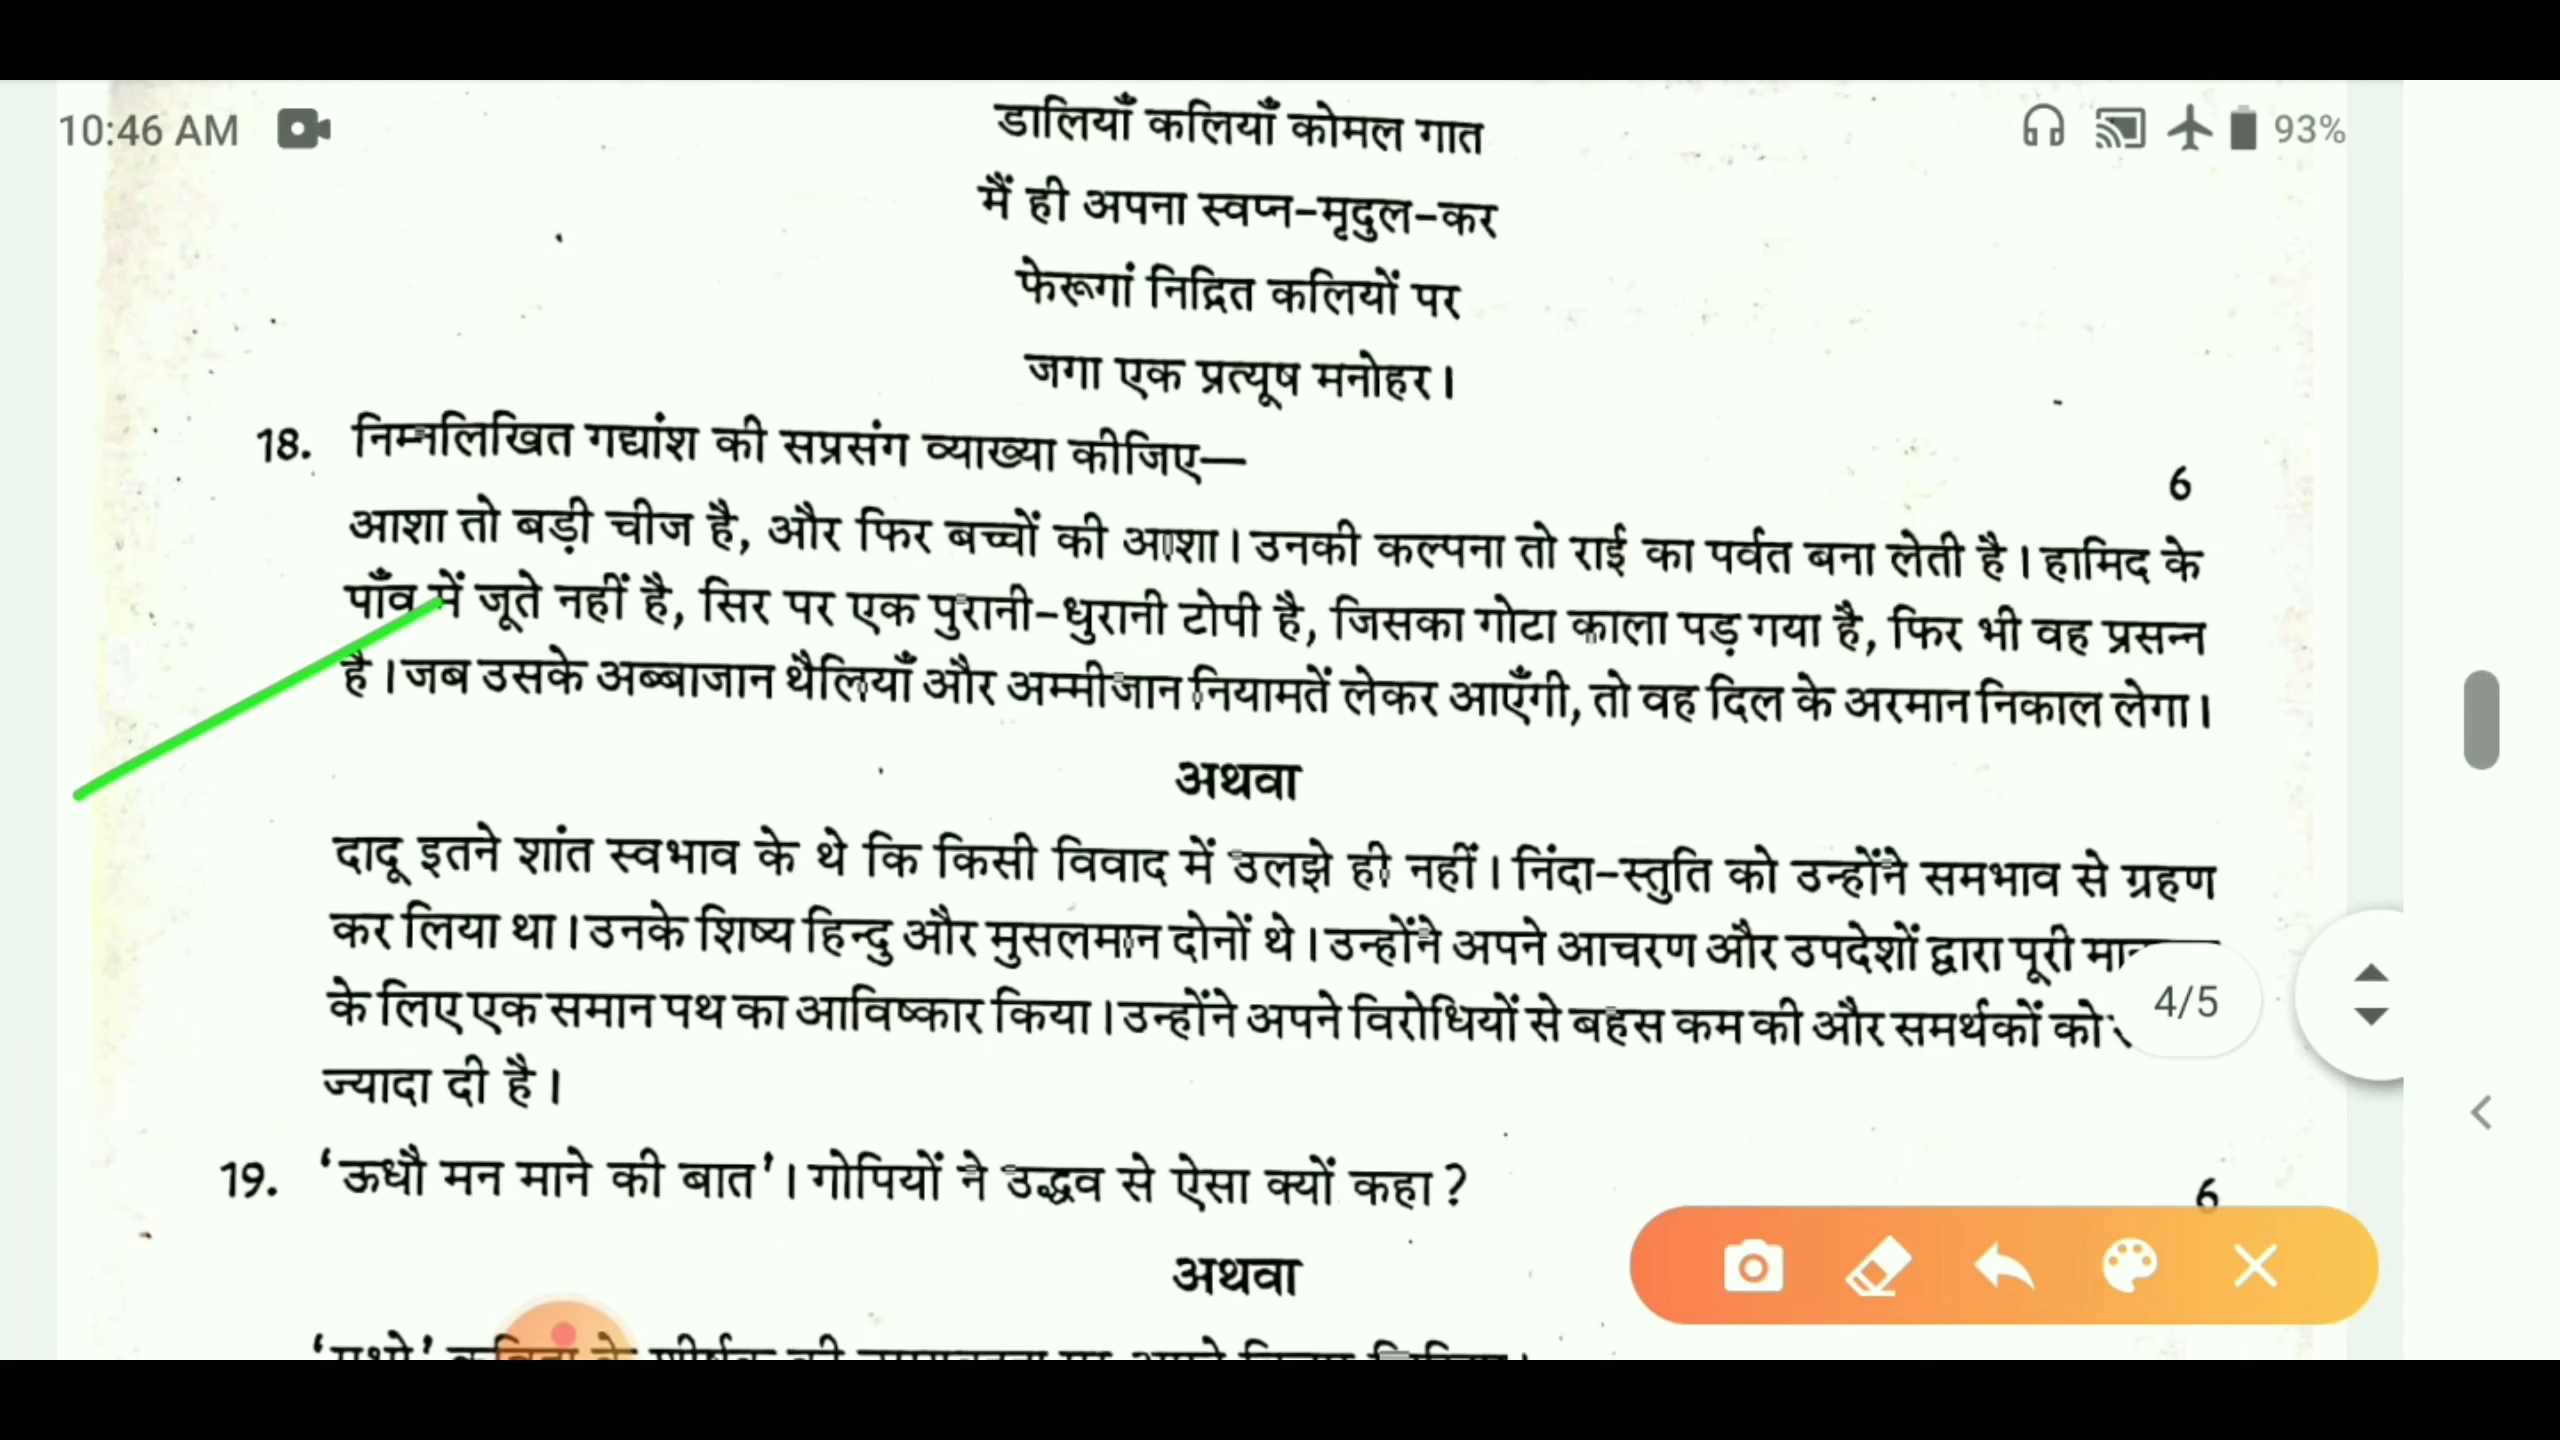 10:46 AM
93%
डालियाँ कलियाँ कोमल गात
मैं ही अपना स्वप्न-मृदुल-कर
फेरूगां निद्रित कलियों पर
जगा एक प्रत्यूष मनोहर।
18. निम्नलिखित गद्यांश की सप्रसंग व्याख्या कीजिए—
6
आशा तो बड़ी चीज है, और फिर बच्चों की आशा। उनकी कल्पना तो राई का पर्वत बना लेती है। हामिद के
पाँव में जूते नहीं है, सिर पर एक पुरानी-धुरानी टोपी है, जिसका गोटा काला पड़ गया है, फिर भी वह प्रसन्न
है। जब उसके अब्बाजान थैलियाँ और अम्मीजान नियामतें लेकर आएँगी, तो वह दिल के अरमान निकाल लेगा।
अथवा
दादू इतने शांत स्वभाव के थे कि किसी विवाद में उलझे ही नहीं। निंदा-स्तुति को उन्होंने समभाव से ग्रहण
कर लिया था। उनके शिष्य हिन्दु और मुसलमान दोनों थे। उन्होंने अपने आचरण और उपदेशों द्वारा पूरी
के लिए एक समान पथ का आविष्कार किया। उन्होंने अपने विरोधियों से बहस कम की और समर्थकों को
4/5
ज्यादा दी है।
19. 'ऊधौ मन माने की बात'। गोपियों ने उद्धव से ऐसा क्यों कहा?
6
अथवा